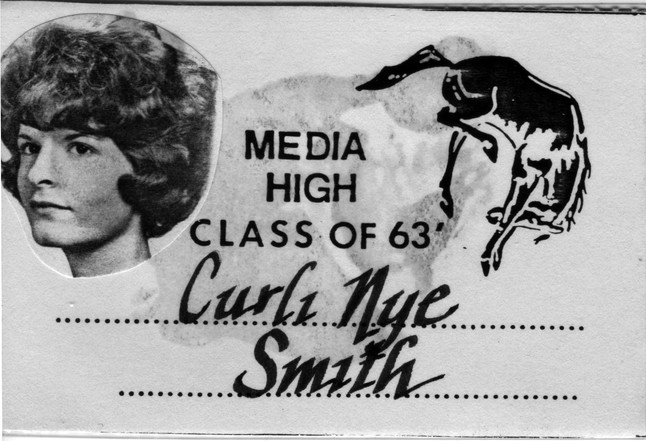 MEDIA
HIGH
CLASS OF 63'
Curli Nye
Smith